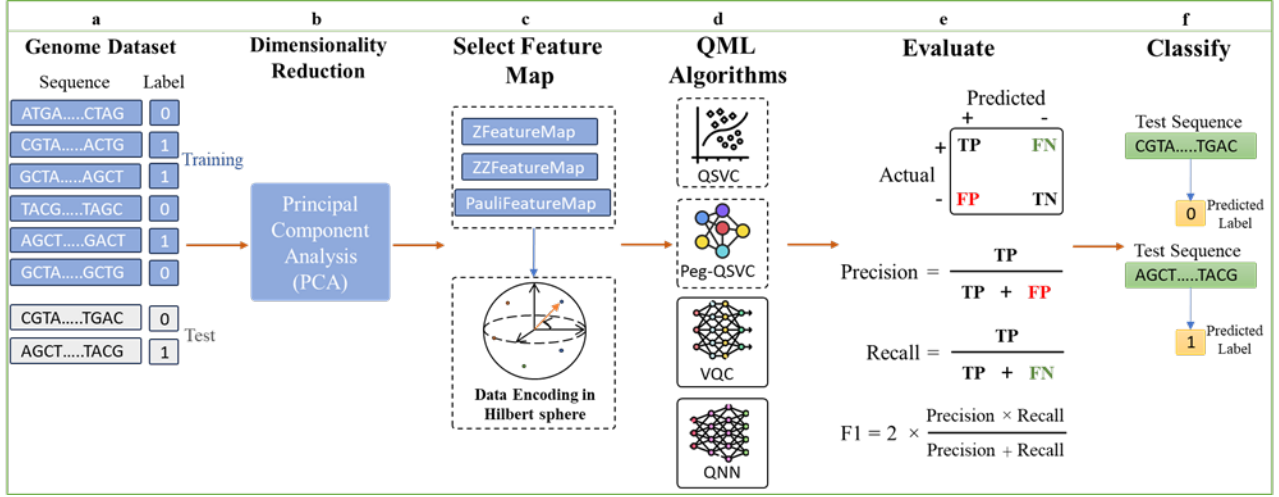 a
Genome Dataset
Sequence Label
ATGA.....CTAG 0
CGTA.....ACTG 1
GCTA.....AGCT 1
TACG.....TAGC 0
AGCT.....GACT 1
GCTA.....GCTG 0
Training
CGTA.....TGAC 0
AGCT.....TACG 1
Test
b
Dimensionality
Reduction
Principal
Component
Analysis
(PCA)
c
Select Feature
Map
ZFeatureMap
ZZFeatureMap
PauliFeatureMap
Data Encoding in
Hilbert sphere
d
QML
Algorithms
QSVC
Peg-QSVC
VQC
QNN
e
Evaluate
Predicted
+ -
Actual
+ TP FN
- FP TN
Precision = TP
TP + FP
Recall = TP
TP + FN
F1 = 2 × Precision × Recall
Precision + Recall
f
Classify
Test Sequence
CGTA.....TGAC
0
Predicted
Label
Test Sequence
AGCT.....TACG
1
Predicted
Label